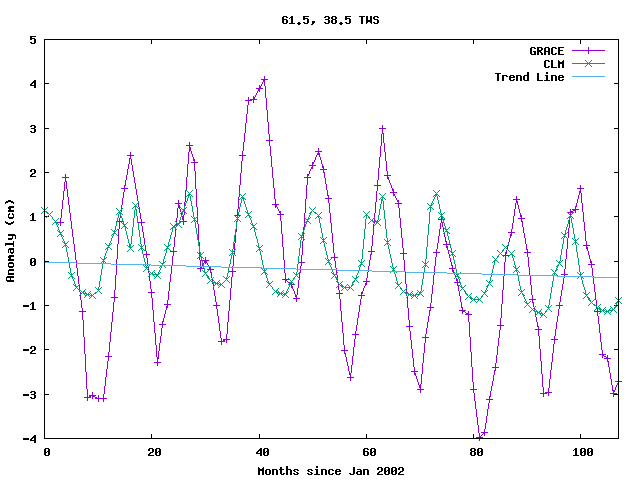 61.5, 38.5 TWS
GRACE
CLM
Trend Line
Anomaly (cm)
5
4
3
2
1
0
-1
-2
-3
-4
0 20 40 60 80 100
Months since Jan 2002